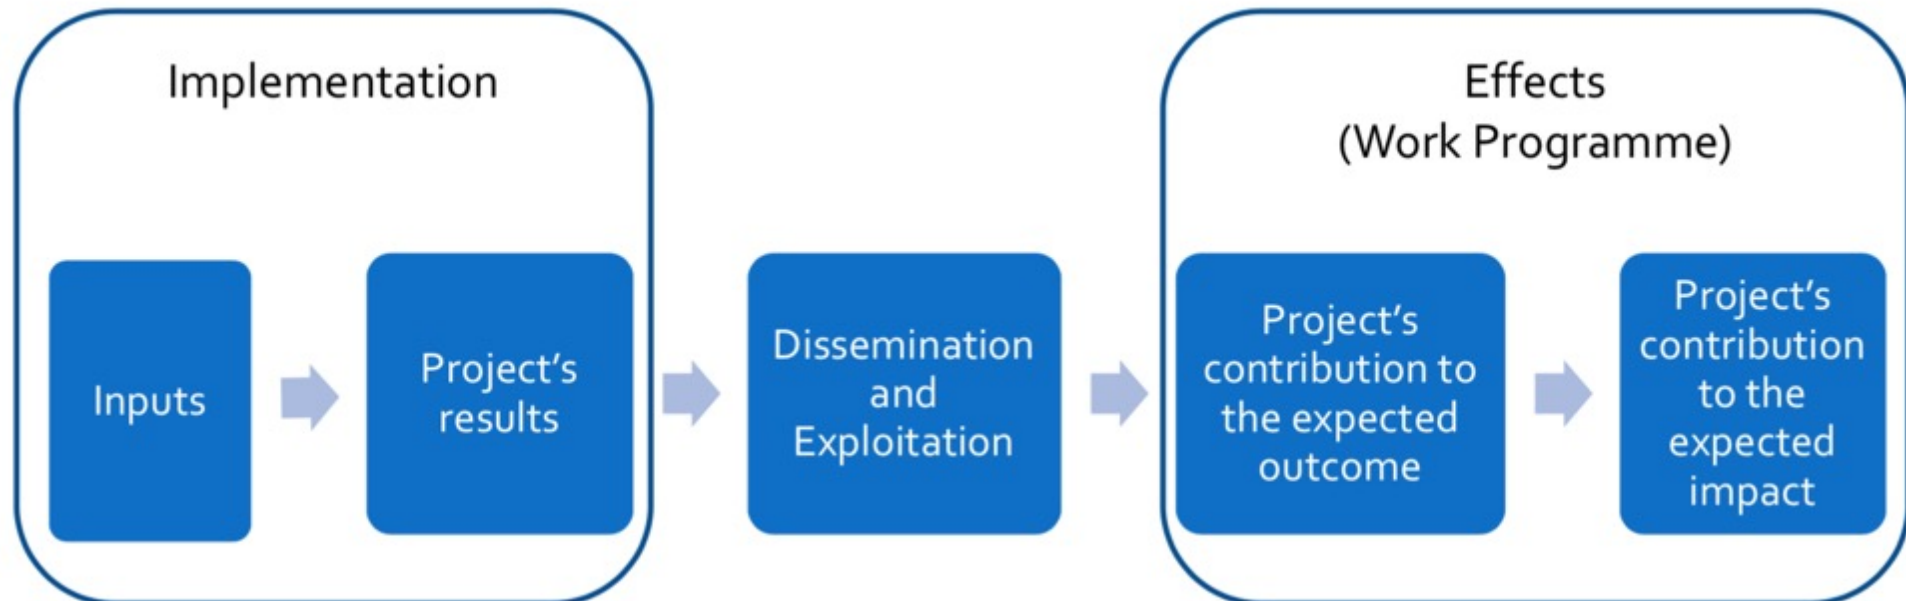 Implementation
Effects
(Work Programme)
Inputs
Project’s
results
Dissemination
and
Exploitation
Project’s
contribution to
the expected
outcome
Project’s
contribution
to the
expected
impact